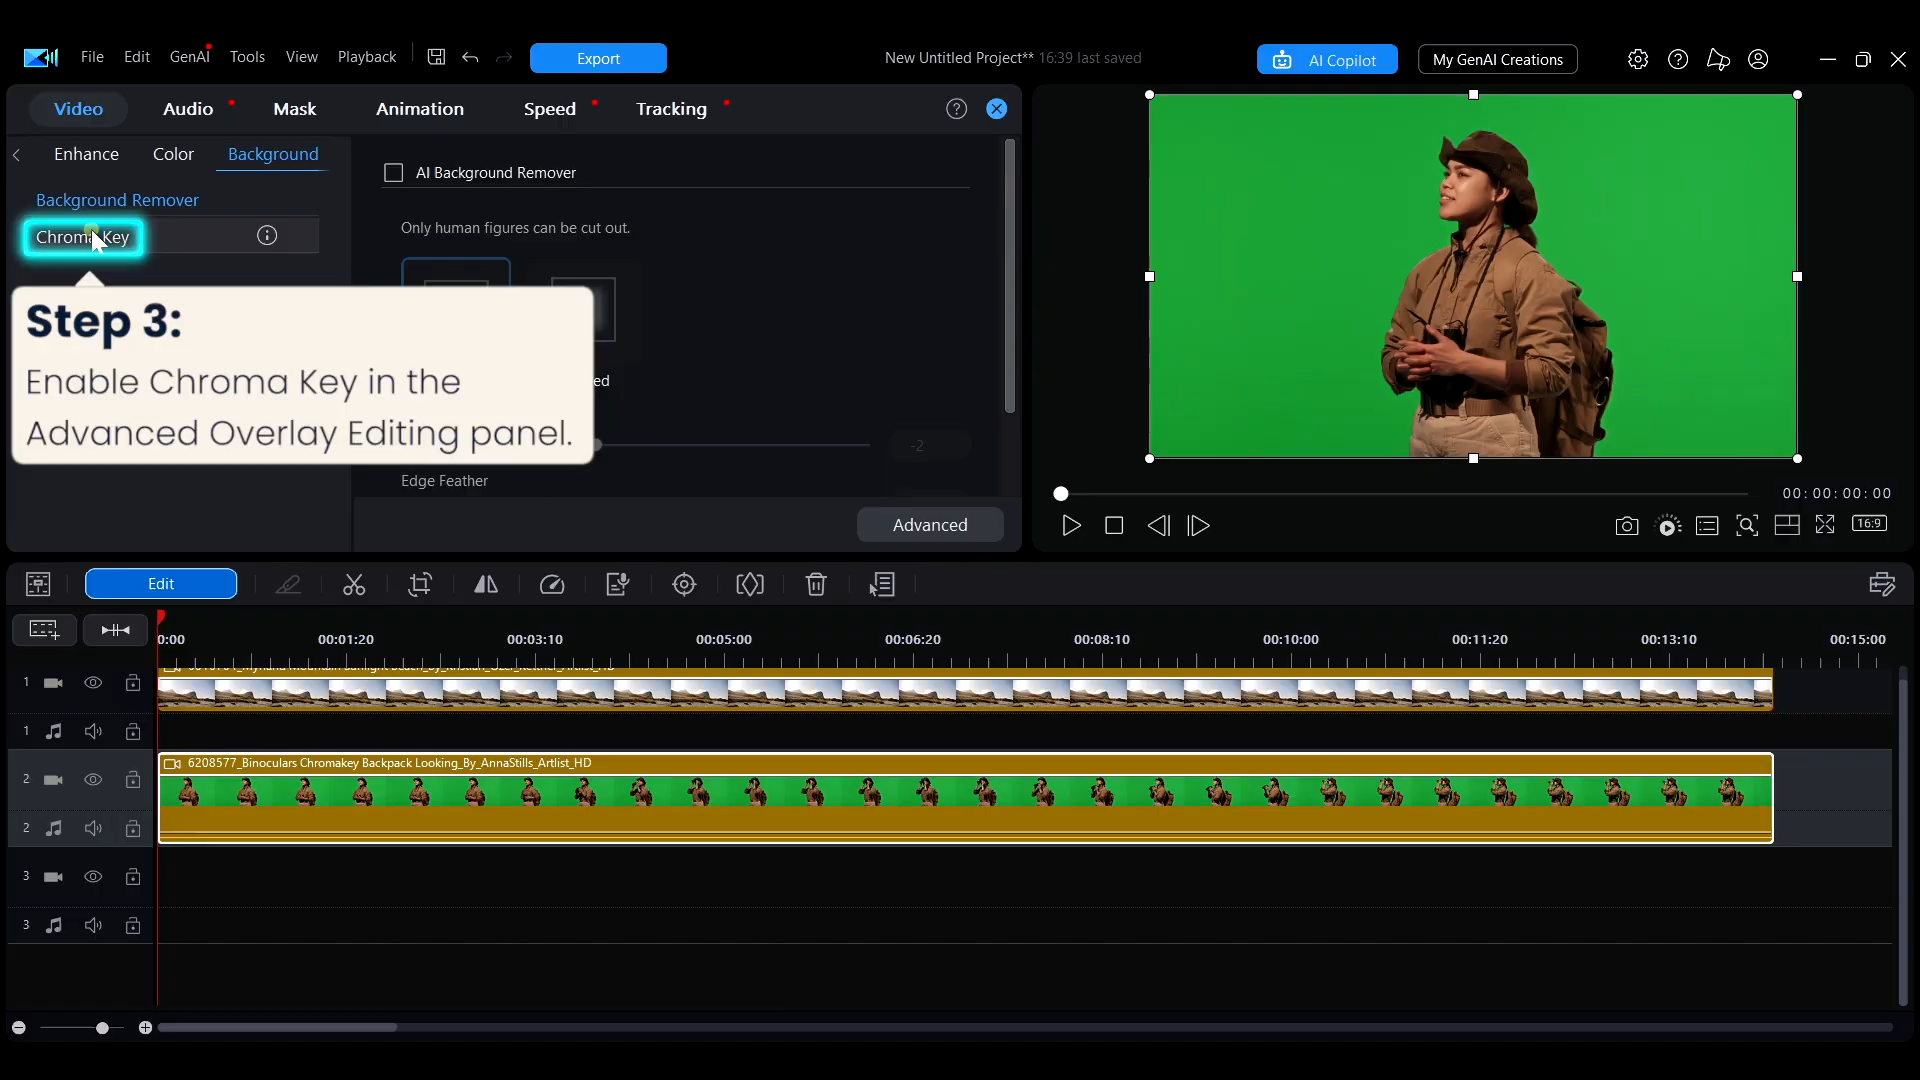 File Edit GenAI Tools View Playback Export New Untitled Project** 16:39 last saved AI Copilot My GenAI Creations
Video Audio Mask Animation Speed Tracking
Enhance Color Background
Background Remover
Chroma Key
AI Background Remover
Only human figures can be cut out.
Step 3:
Enable Chroma Key in the
Advanced Overlay Editing panel.
ed
-2
Edge Feather
Advanced
00:00:00:00
16:9
Edit
0:00 00:01:20 00:03:10 00:05:00 00:06:20 00:08:10 00:10:00 00:11:20 00:13:10 00:15:00
1
1
2 6208577_Binoculars Chromakey Backpack Looking_By_AnnaStills_Artlist_HD
2
3
3